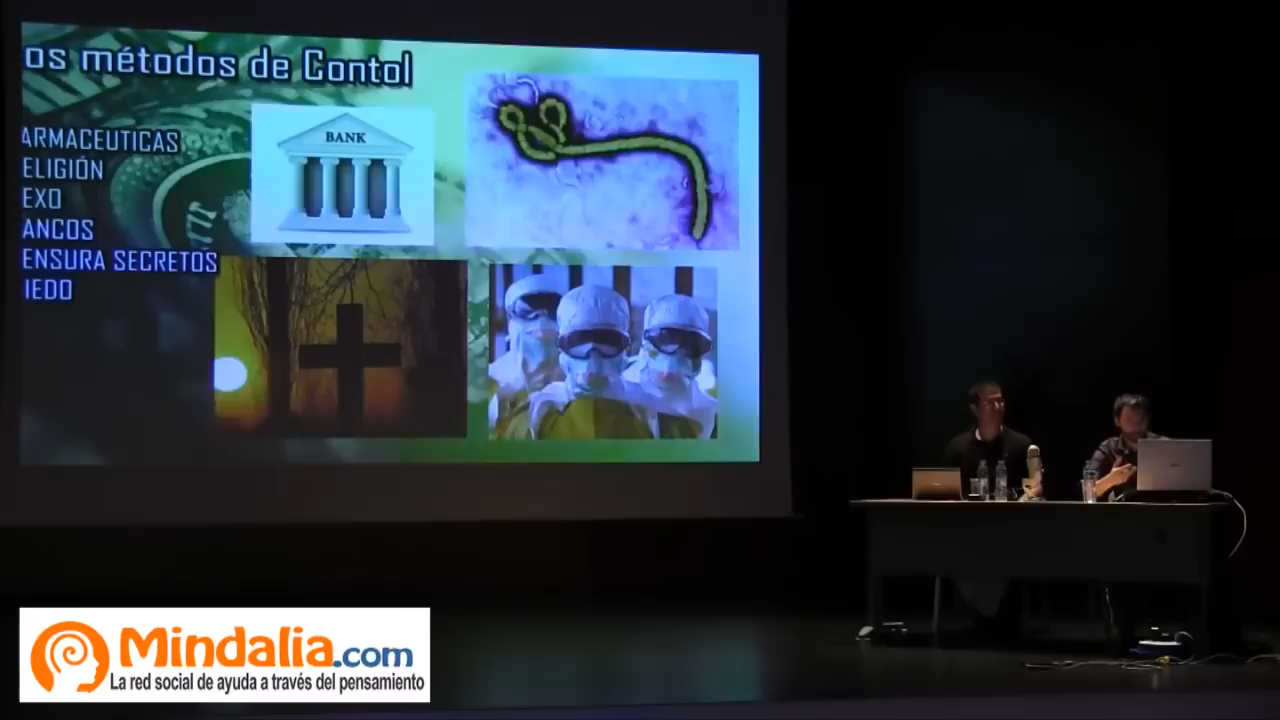 os métodos de Contol
ARMACEUTICAS
ELIGIÓN
EXO
ANCOS
ENSURA SECRETOS
IEDO
BANK
Mindalia.com
La red social de ayuda a través del pensamiento